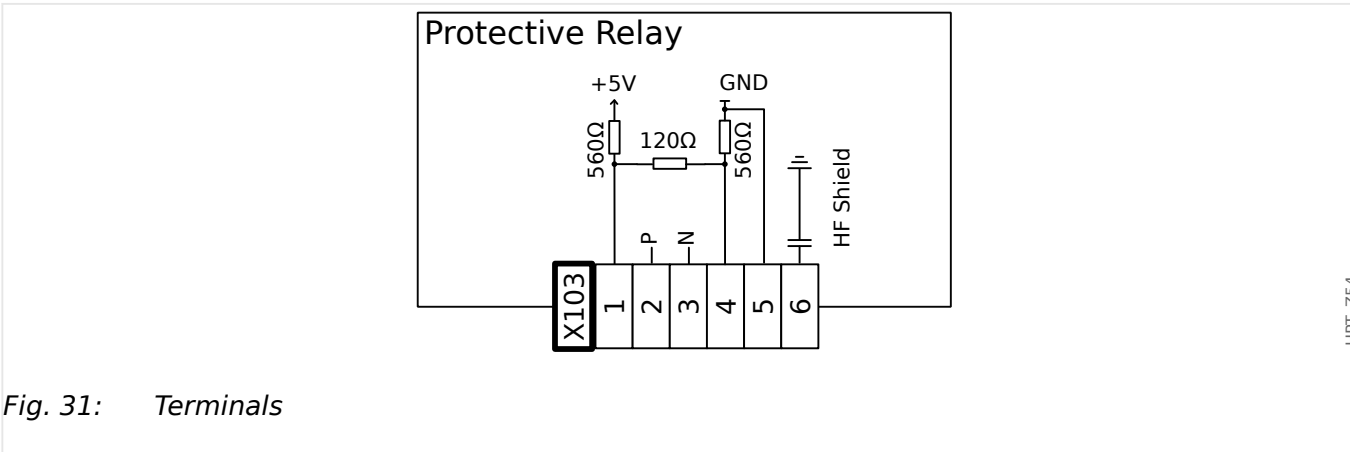 Protective Relay
+5V
GND
560Ω
120Ω
560Ω
HF Shield
P
N
X103
1
2
3
4
5
6
Fig. 31: Terminals